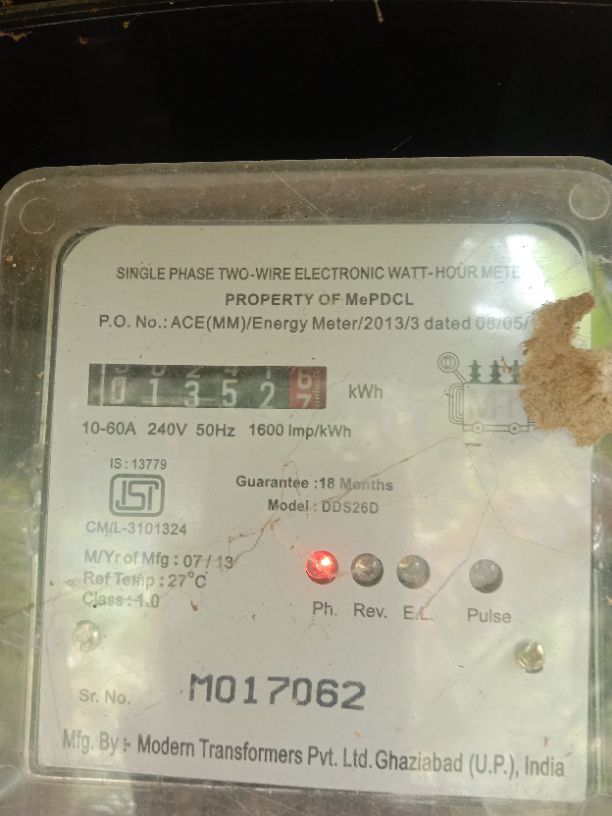 SINGLE PHASE TWO-WIRE ELECTRONIC WATT-HOUR METE
PROPERTY OF MePDCL
P.O. No.: ACE(MM)/Energy Meter/2013/3 dated 08/05/
01352 kWh
10-60A 240V 50Hz 1600 Imp/kWh
IS : 13779
ISI
CM/L-3101324
Guarantee : 18 Months
Model : DDS26D
M/Yr of Mfg : 07 / 13
Ref Temp : 27°C
Class : 1.0
Ph. Rev. E.L. Pulse
Sr. No. M017062
Mfg. By :- Modern Transformers Pvt. Ltd. Ghaziabad (U.P.), India